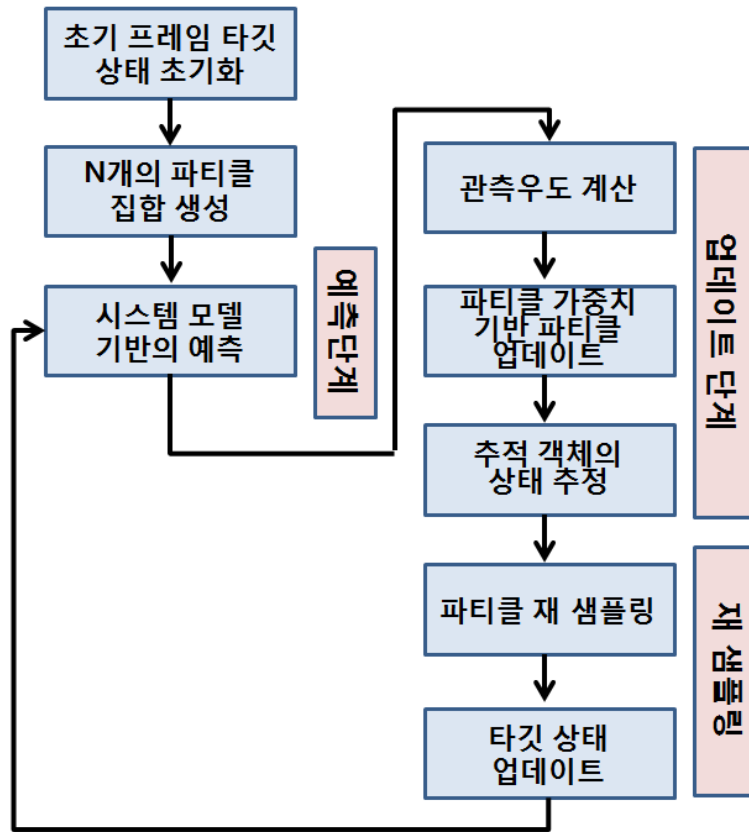 초기 프레임 타깃
상태 초기화
N개의 파티클
집합 생성
시스템 모델
기반의 예측
예측단계
관측우도 계산
파티클 가중치
기반 파티클
업데이트
추적 객체의
상태 추정
업데이트 단계
파티클 재 샘플링
타깃 상태
업데이트
재 샘플링